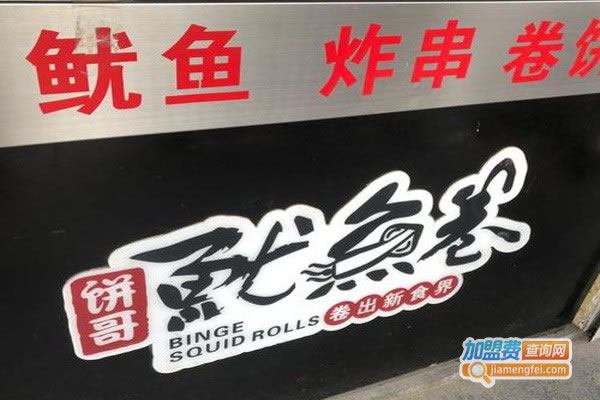 鱿鱼 炸串 卷饼
饼哥
鱿鱼卷
BINGE
SQUID ROLLS
卷出新食界
加盟费查询网
jiamengfei.com